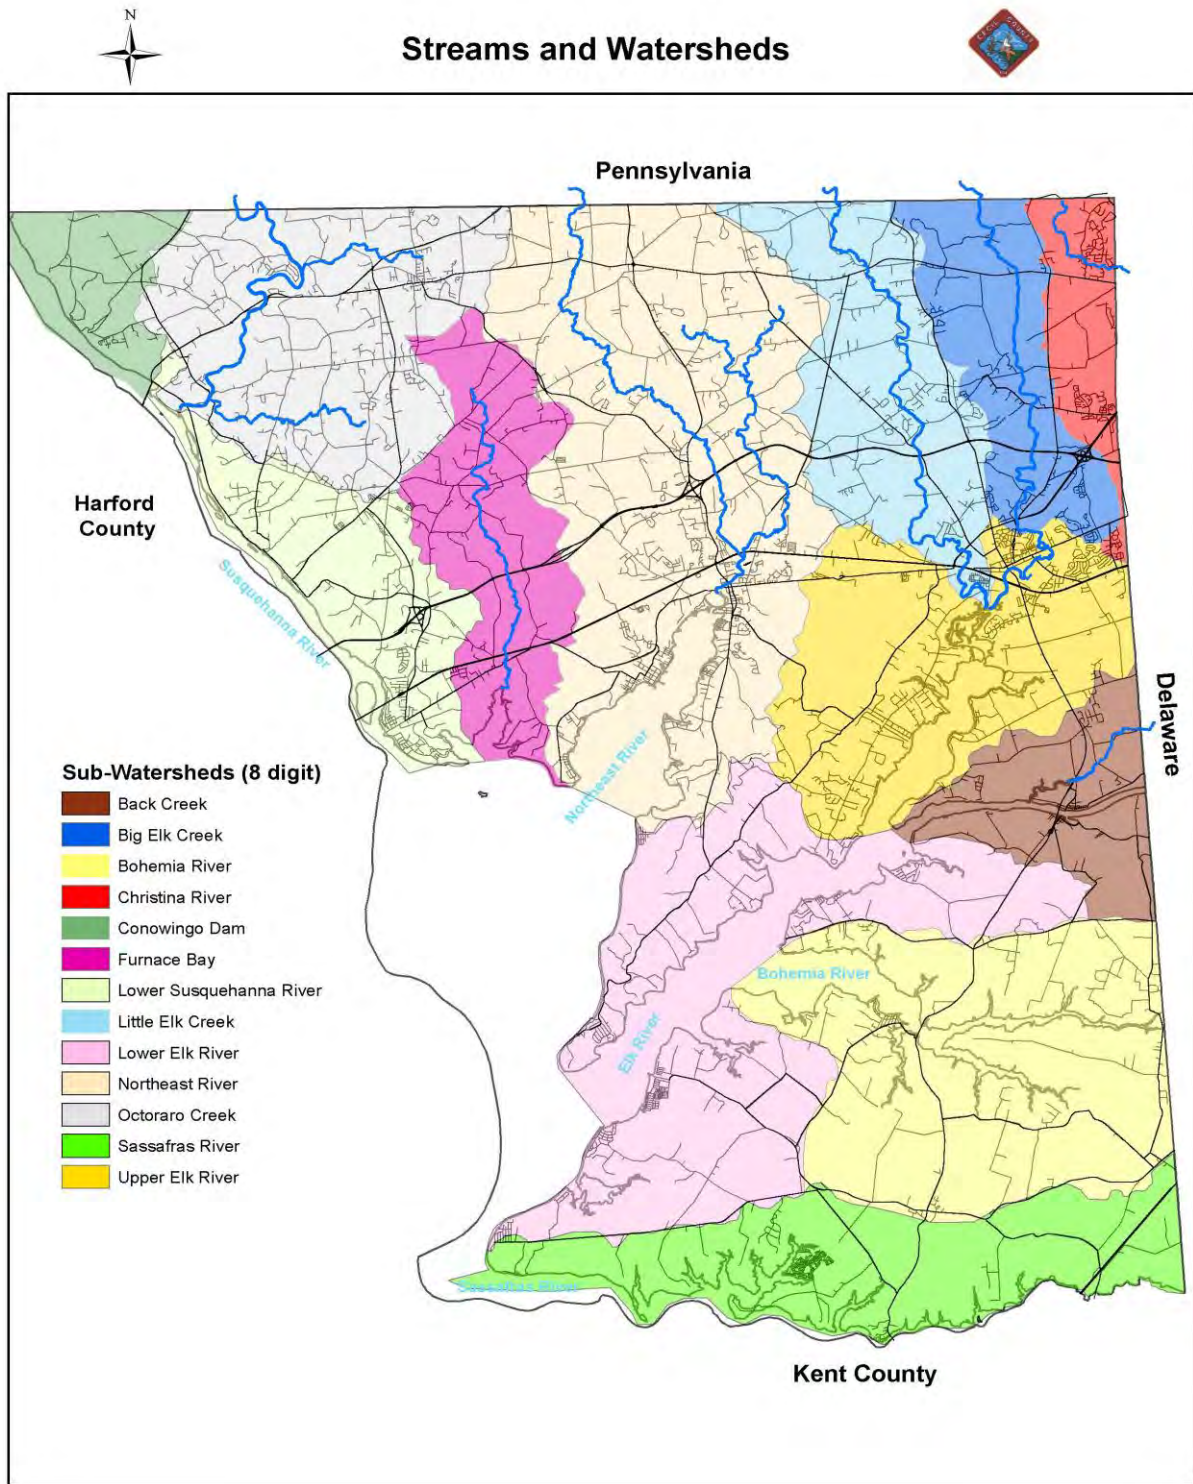 N
Streams and Watersheds
CECIL COUNTY
Pennsylvania
Harford
County
Susquehanna River
Delaware
Northeast River
Sub-Watersheds (8 digit)
Back Creek
Big Elk Creek
Bohemia River
Christina River
Conowingo Dam
Furnace Bay
Lower Susquehanna River
Little Elk Creek
Lower Elk River
Northeast River
Octoraro Creek
Sassafras River
Upper Elk River
Bohemia River
Elk River
Sassafras River
Kent County